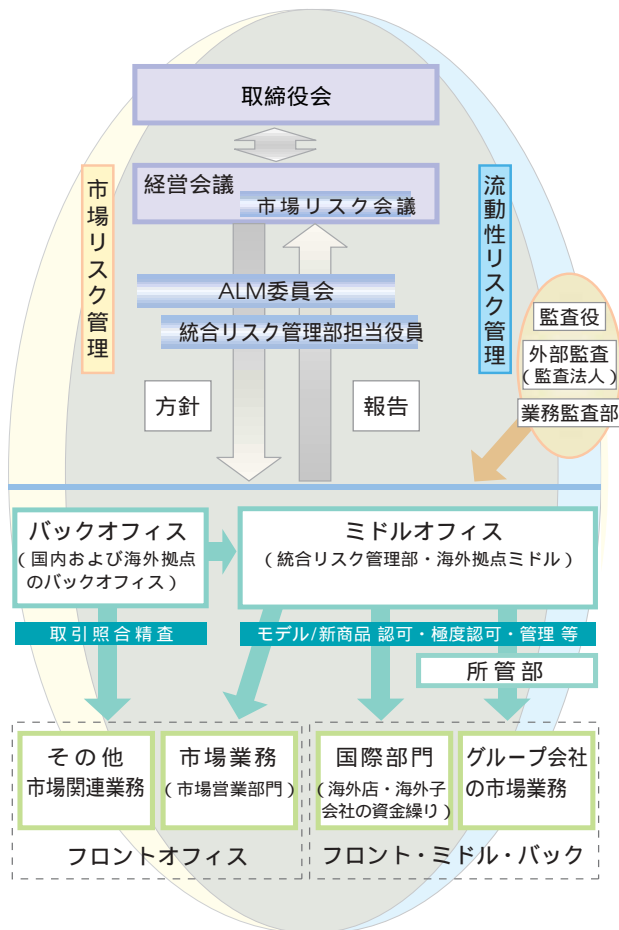 取締役会
経営会議
市場リスク会議
市場リスク管理
流動性リスク管理
ALM委員会
統合リスク管理部担当役員
監査役
外部監査
(監査法人)
業務監査部
方針
報告
バックオフィス
(国内および海外拠点
のバックオフィス)
ミドルオフィス
(統合リスク管理部・海外拠点ミドル)
取引照合精査
モデル/新商品 認可・極度認可・管理 等
所管部
その他
市場関連業務
市場業務
(市場営業部門)
国際部門
(海外店・海外子
会社の資金繰り)
グループ会社
の市場業務
フロントオフィス
フロント・ミドル・バック